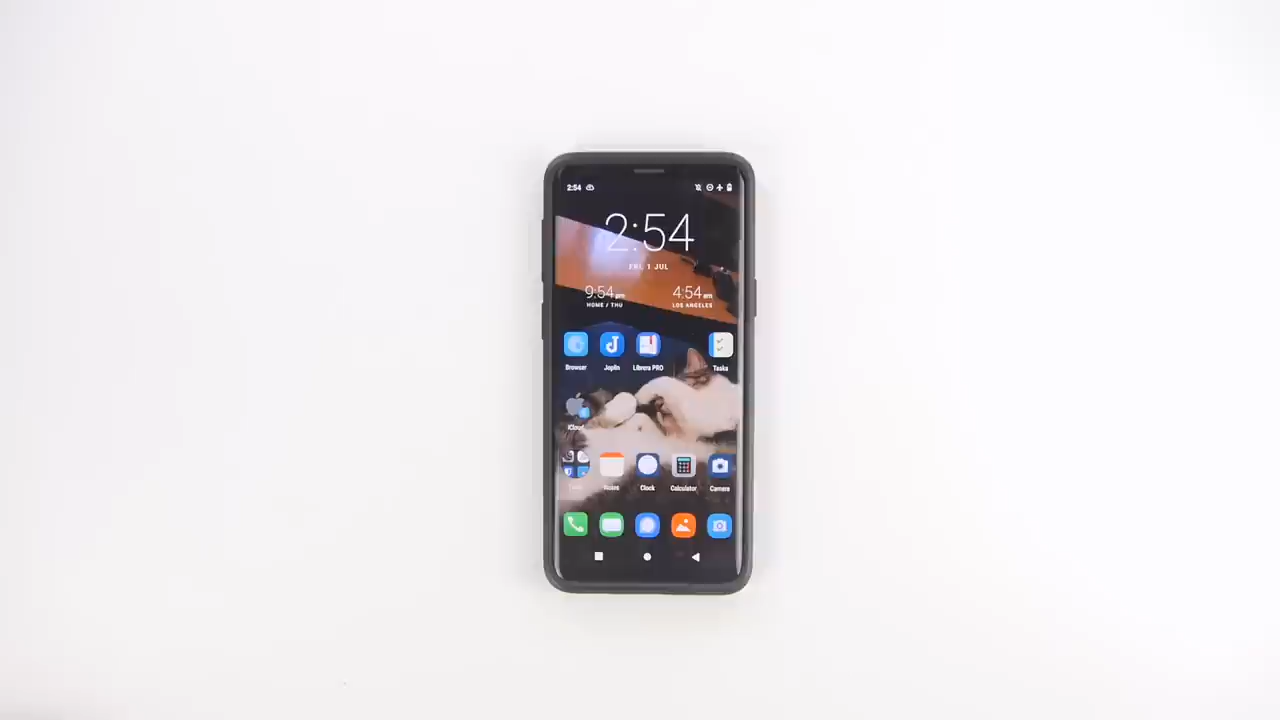 2:54
2:54
FRI, 1 JUL
9:54 pm 4:54 am
HOME / THU LOS ANGELES
Browser Joplin Librera PRO Tasks
iCloud
Notes Clock Calculator Camera